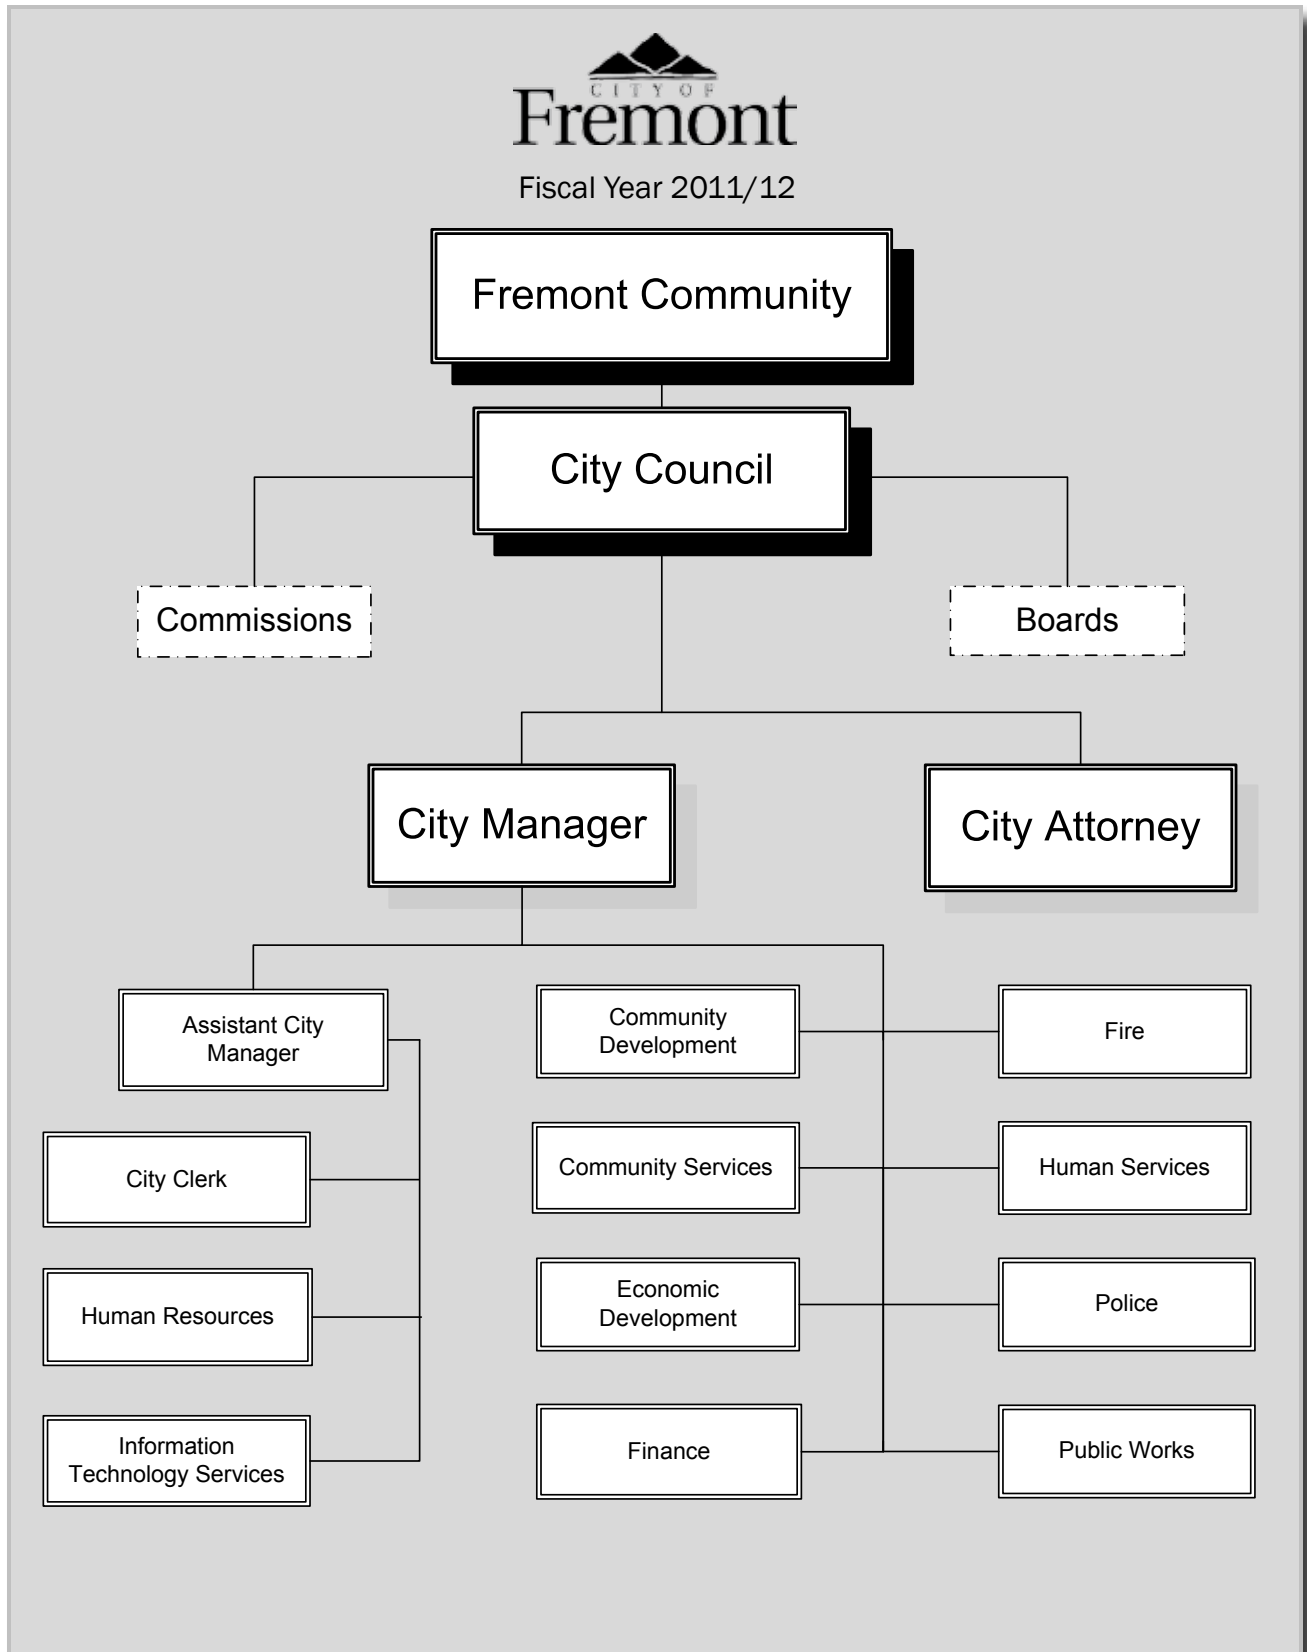 CITY OF
Fremont
Fiscal Year 2011/12
Fremont Community
City Council
Commissions
Boards
City Manager
City Attorney
Assistant City
Manager
City Clerk
Human Resources
Information
Technology Services
Community
Development
Community Services
Economic
Development
Finance
Fire
Human Services
Police
Public Works